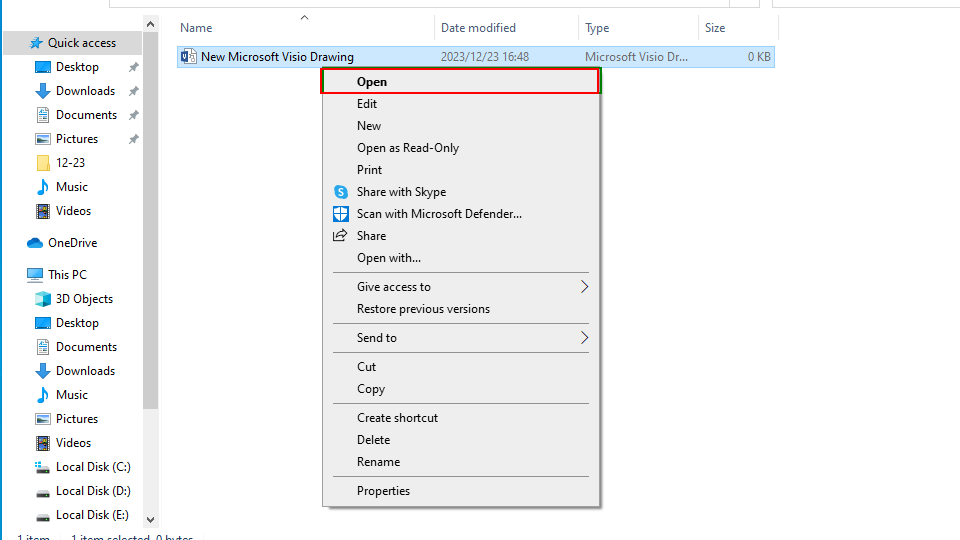 Name Date modified Type Size
Quick access
Desktop
Downloads
Documents
Pictures
12-23
Music
Videos
OneDrive
This PC
3D Objects
Desktop
Documents
Downloads
Music
Pictures
Videos
Local Disk (C:)
Local Disk (D:)
Local Disk (E:)
New Microsoft Visio Drawing 2023/12/23 16:48 Microsoft Visio Dr... 0 KB
Open
Edit
New
Open as Read-Only
Print
Share with Skype
Scan with Microsoft Defender...
Share
Open with...
Give access to
Restore previous versions
Send to
Cut
Copy
Create shortcut
Delete
Rename
Properties
1 item 1 item selected 0 bytes